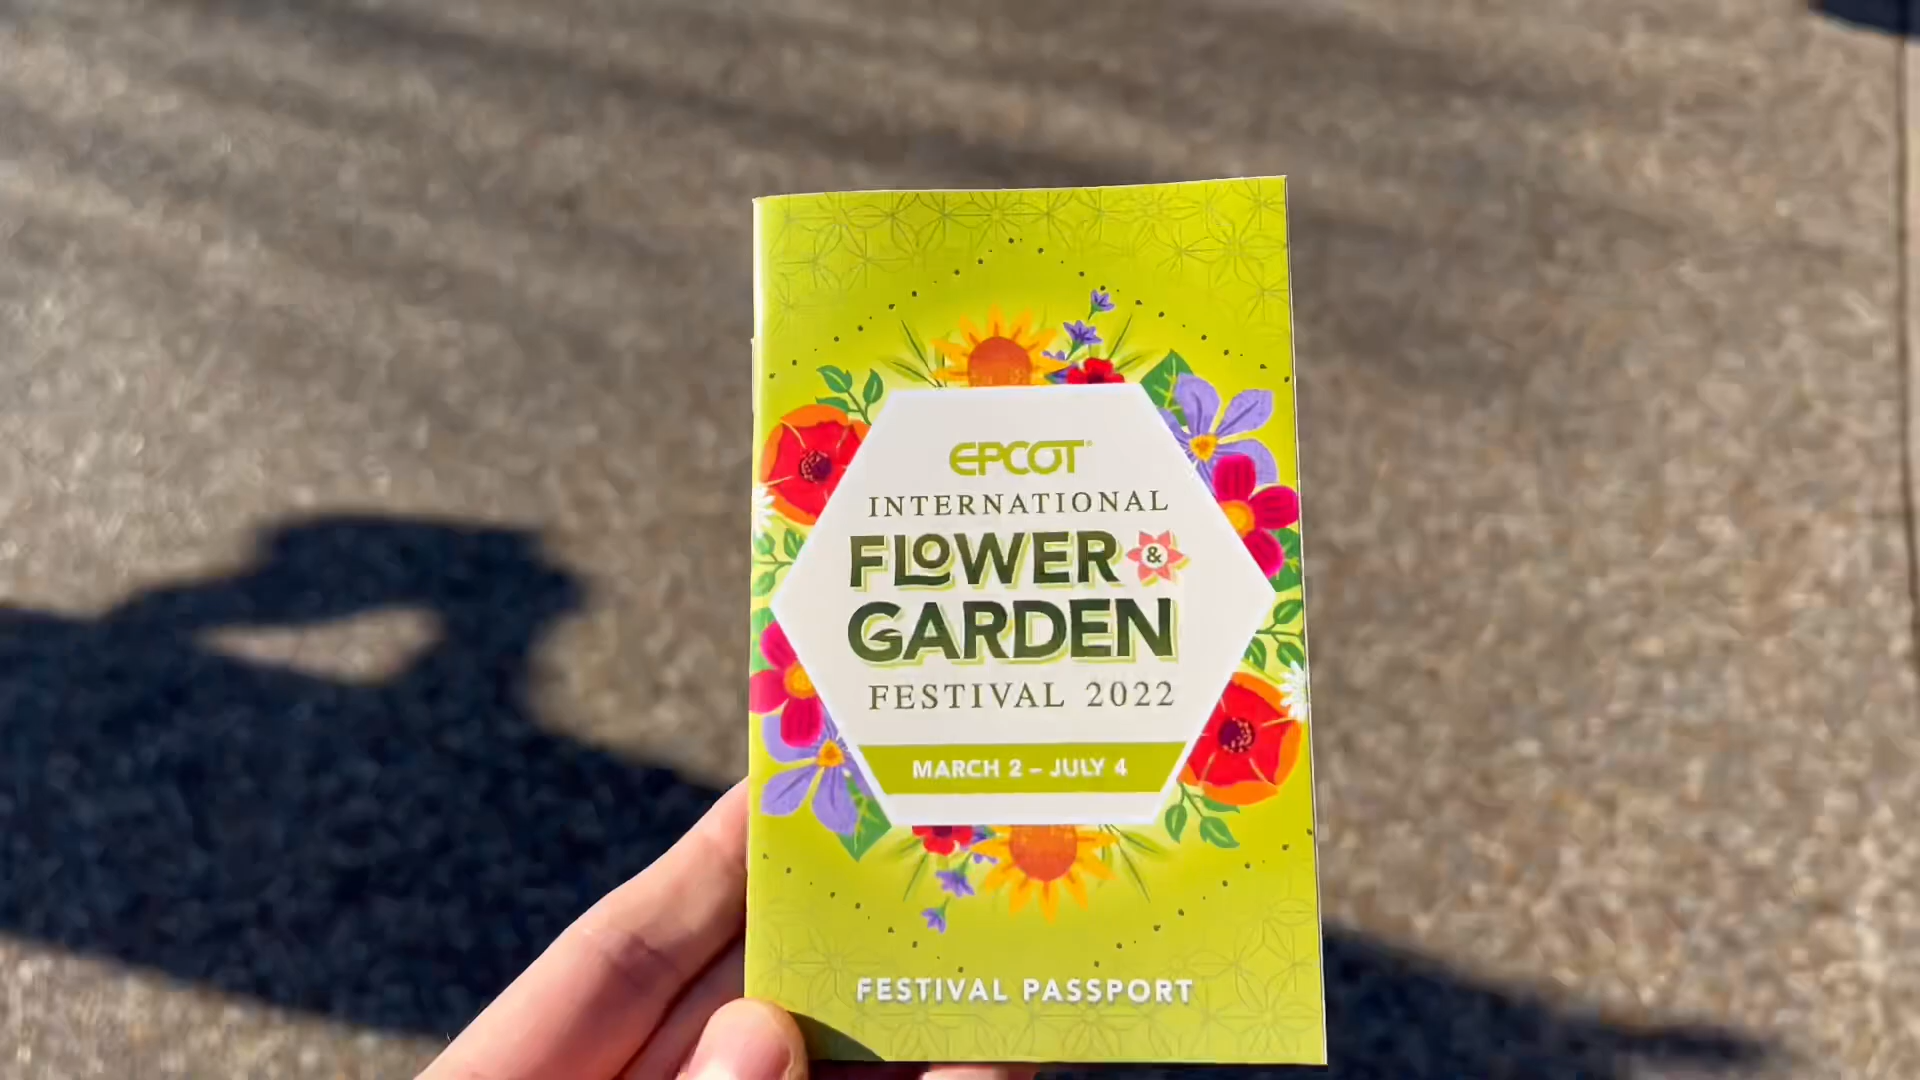 EPCOT®
INTERNATIONAL
FLOWER &
GARDEN
FESTIVAL 2022
MARCH 2 – JULY 4
FESTIVAL PASSPORT